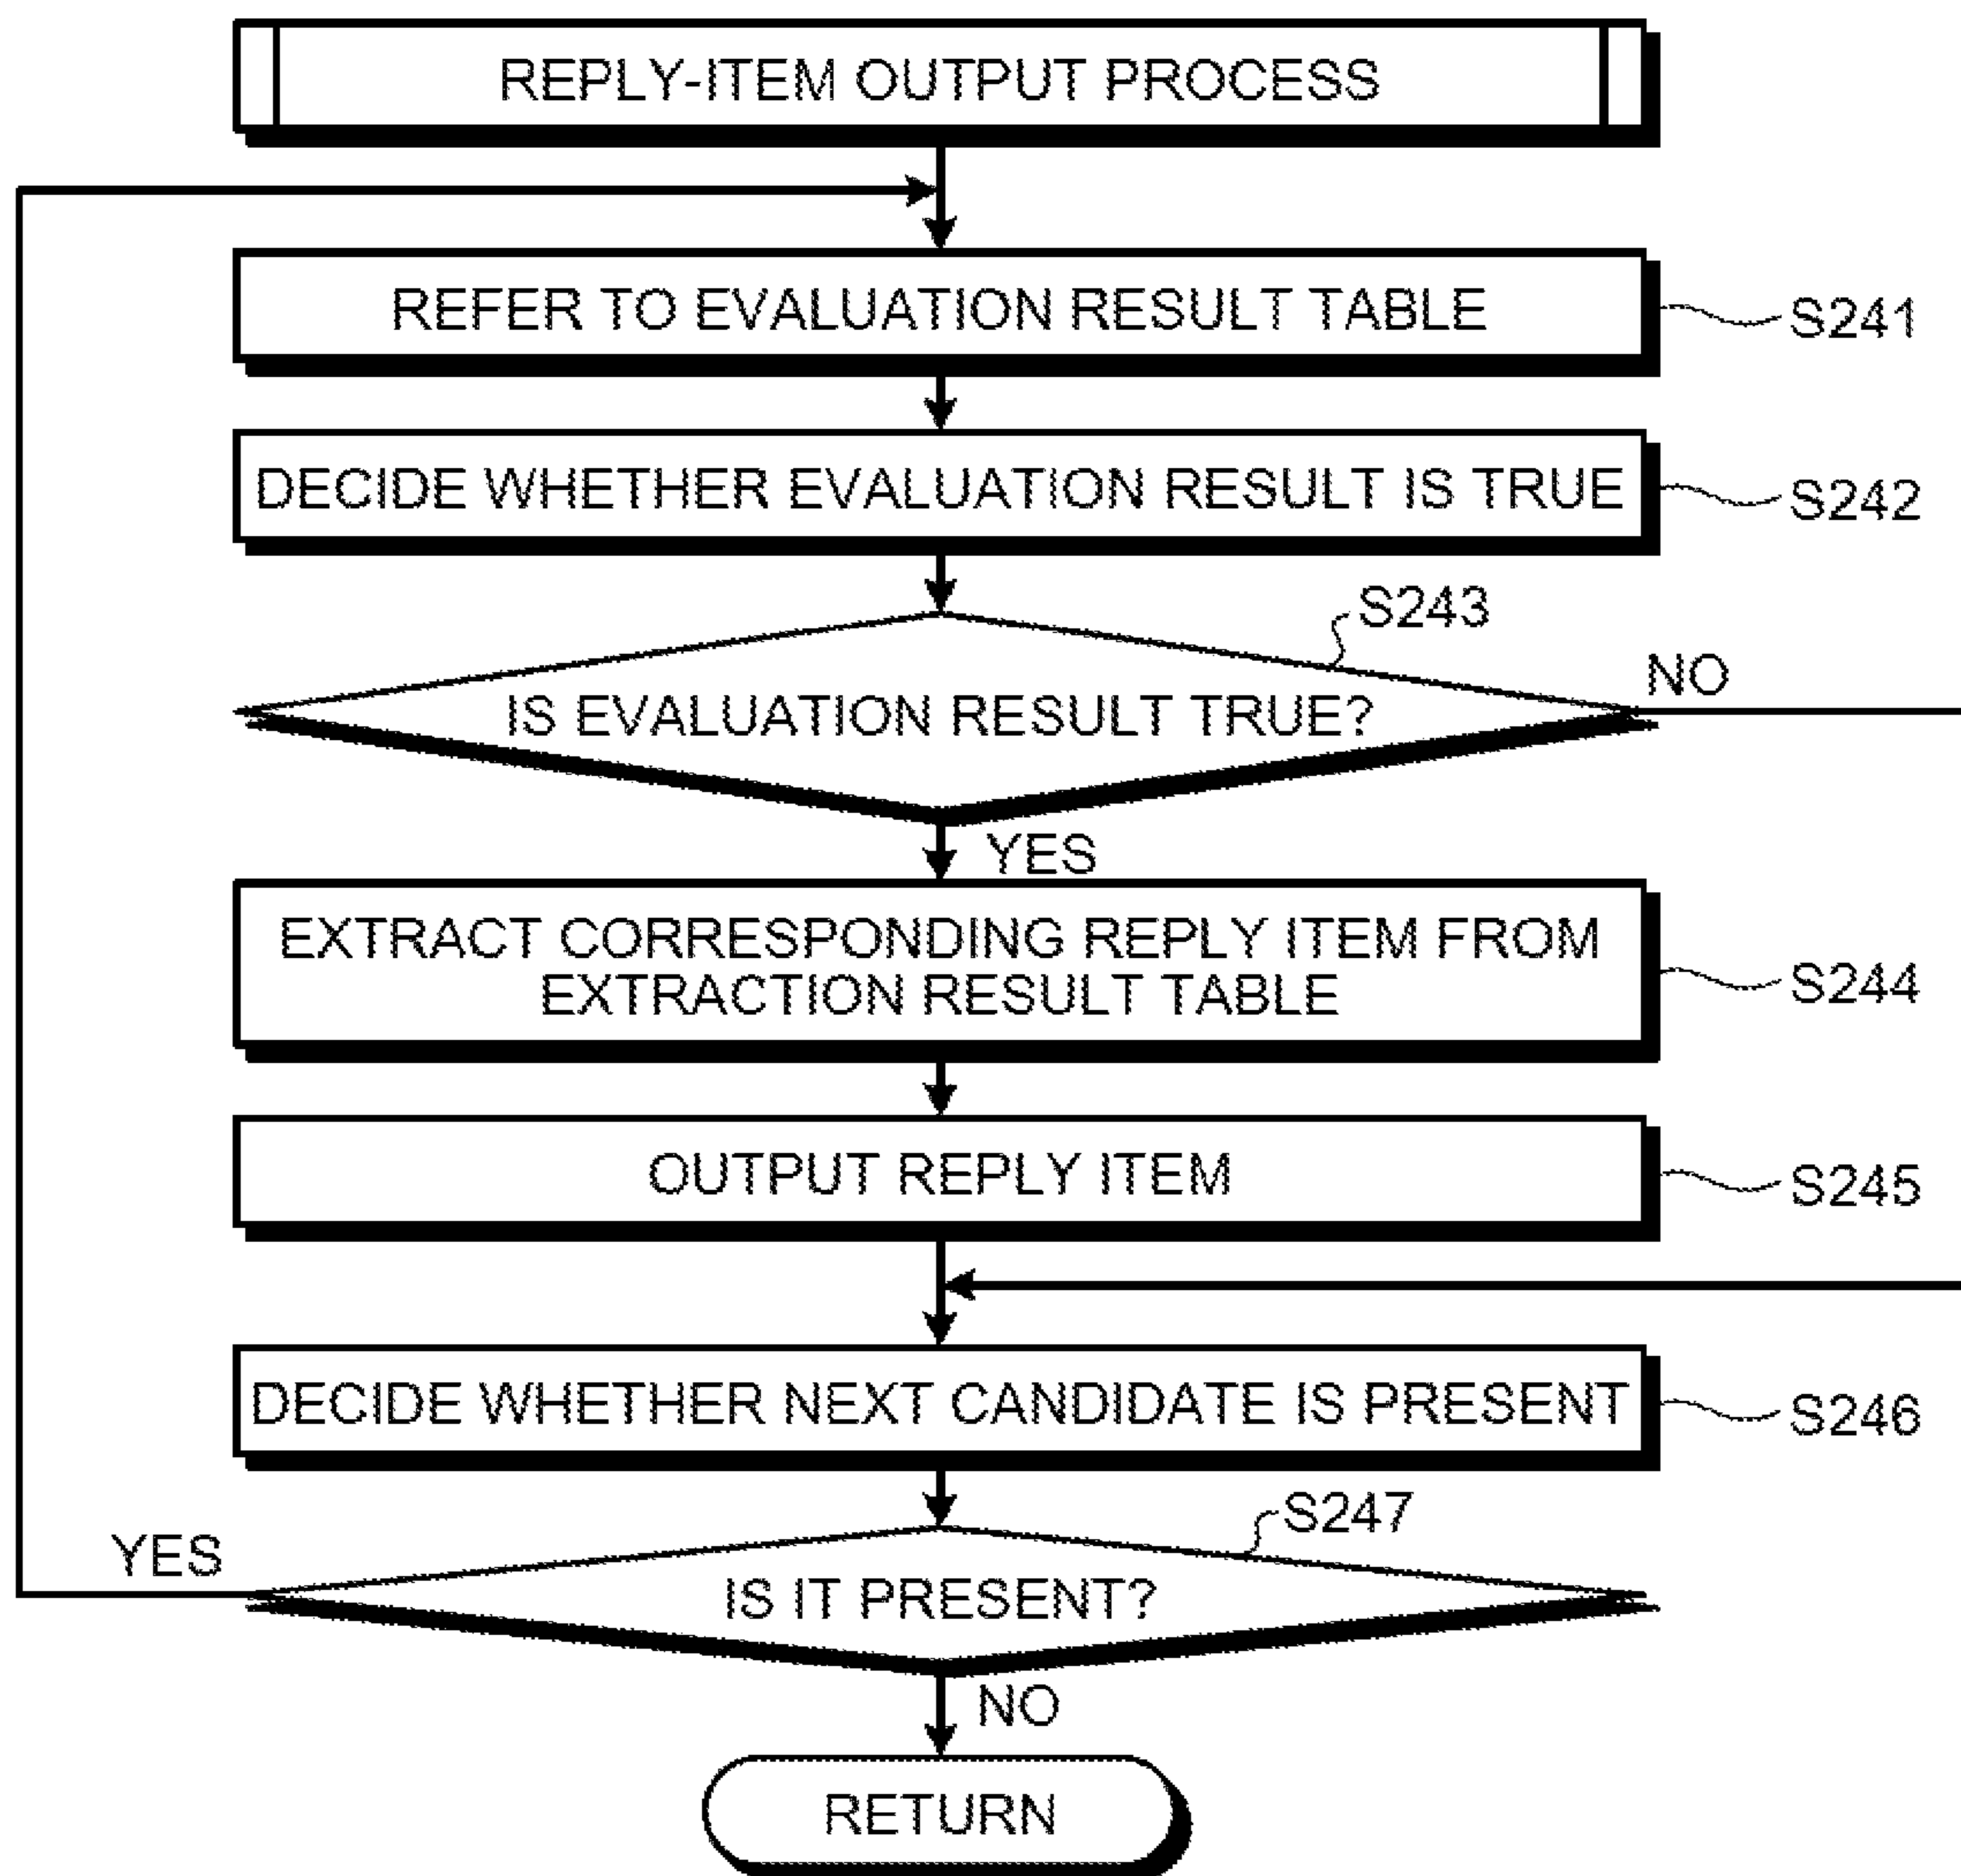 REPLY-ITEM OUTPUT PROCESS
REFER TO EVALUATION RESULT TABLE
S241
DECIDE WHETHER EVALUATION RESULT IS TRUE
S242
S243
IS EVALUATION RESULT TRUE?
NO
YES
EXTRACT CORRESPONDING REPLY ITEM FROM
EXTRACTION RESULT TABLE
S244
OUTPUT REPLY ITEM
S245
DECIDE WHETHER NEXT CANDIDATE IS PRESENT
S246
S247
YES
IS IT PRESENT?
NO
RETURN